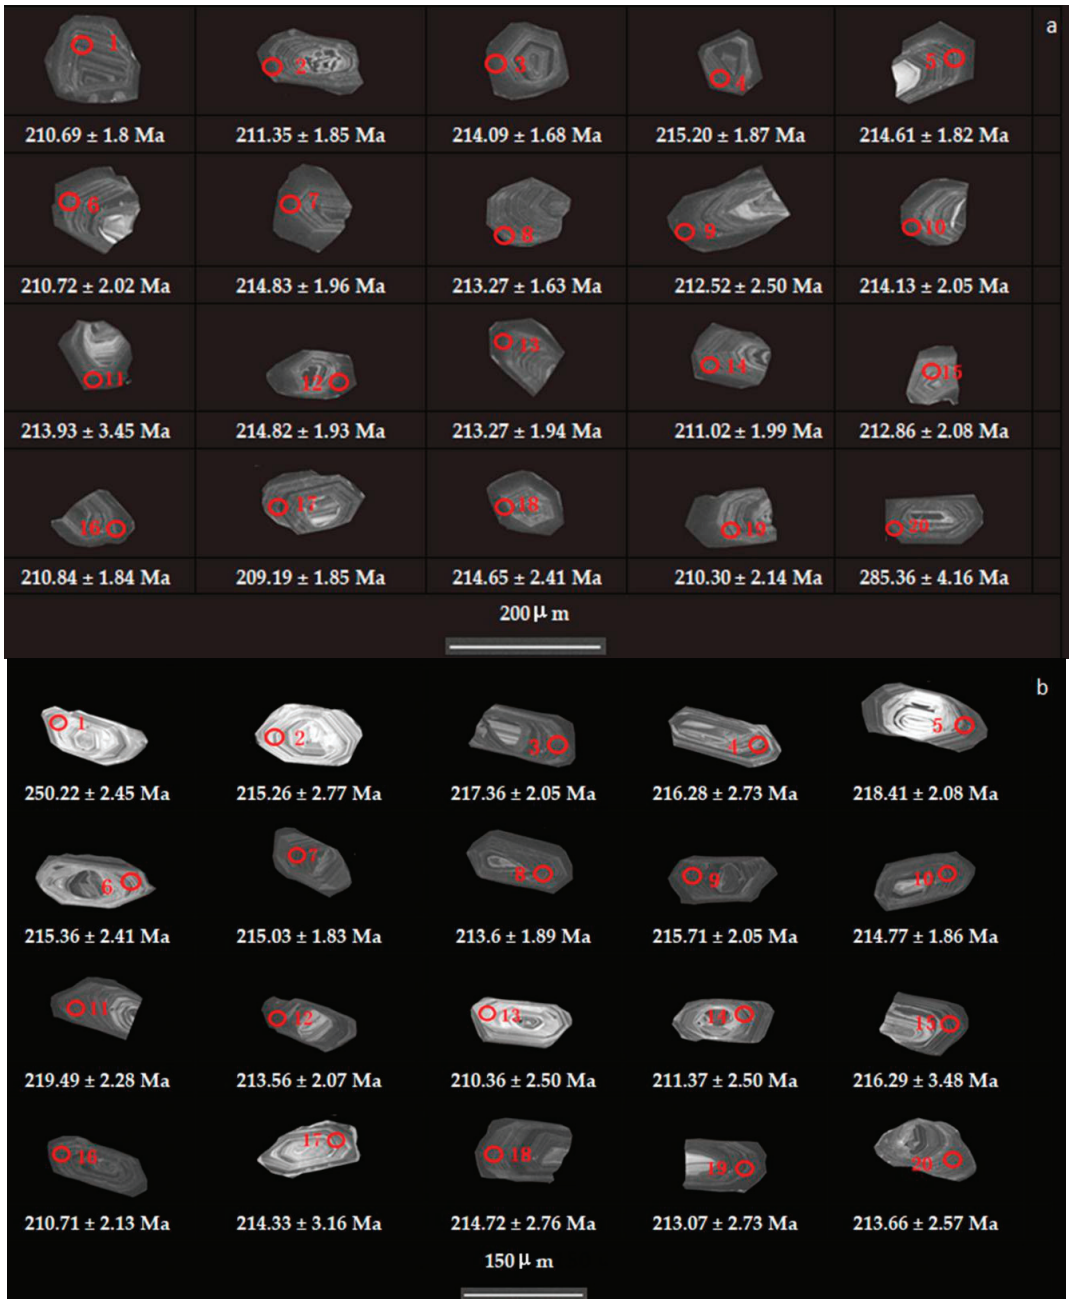 a
1 2 3 4 5
210.69 ± 1.8 Ma 211.35 ± 1.85 Ma 214.09 ± 1.68 Ma 215.20 ± 1.87 Ma 214.61 ± 1.82 Ma
6 7 8 9 10
210.72 ± 2.02 Ma 214.83 ± 1.96 Ma 213.27 ± 1.63 Ma 212.52 ± 2.50 Ma 214.13 ± 2.05 Ma
11 12 13 14 15
213.93 ± 3.45 Ma 214.82 ± 1.93 Ma 213.27 ± 1.94 Ma 211.02 ± 1.99 Ma 212.86 ± 2.08 Ma
16 17 18 19 20
210.84 ± 1.84 Ma 209.19 ± 1.85 Ma 214.65 ± 2.41 Ma 210.30 ± 2.14 Ma 285.36 ± 4.16 Ma
200 μ m
b
1 2 3 4 5
250.22 ± 2.45 Ma 215.26 ± 2.77 Ma 217.36 ± 2.05 Ma 216.28 ± 2.73 Ma 218.41 ± 2.08 Ma
6 7 8 9 10
215.36 ± 2.41 Ma 215.03 ± 1.83 Ma 213.6 ± 1.89 Ma 215.71 ± 2.05 Ma 214.77 ± 1.86 Ma
11 12 13 14 15
219.49 ± 2.28 Ma 213.56 ± 2.07 Ma 210.36 ± 2.50 Ma 211.37 ± 2.50 Ma 216.29 ± 3.48 Ma
16 17 18 19 20
210.71 ± 2.13 Ma 214.33 ± 3.16 Ma 214.72 ± 2.76 Ma 213.07 ± 2.73 Ma 213.66 ± 2.57 Ma
150 μ m